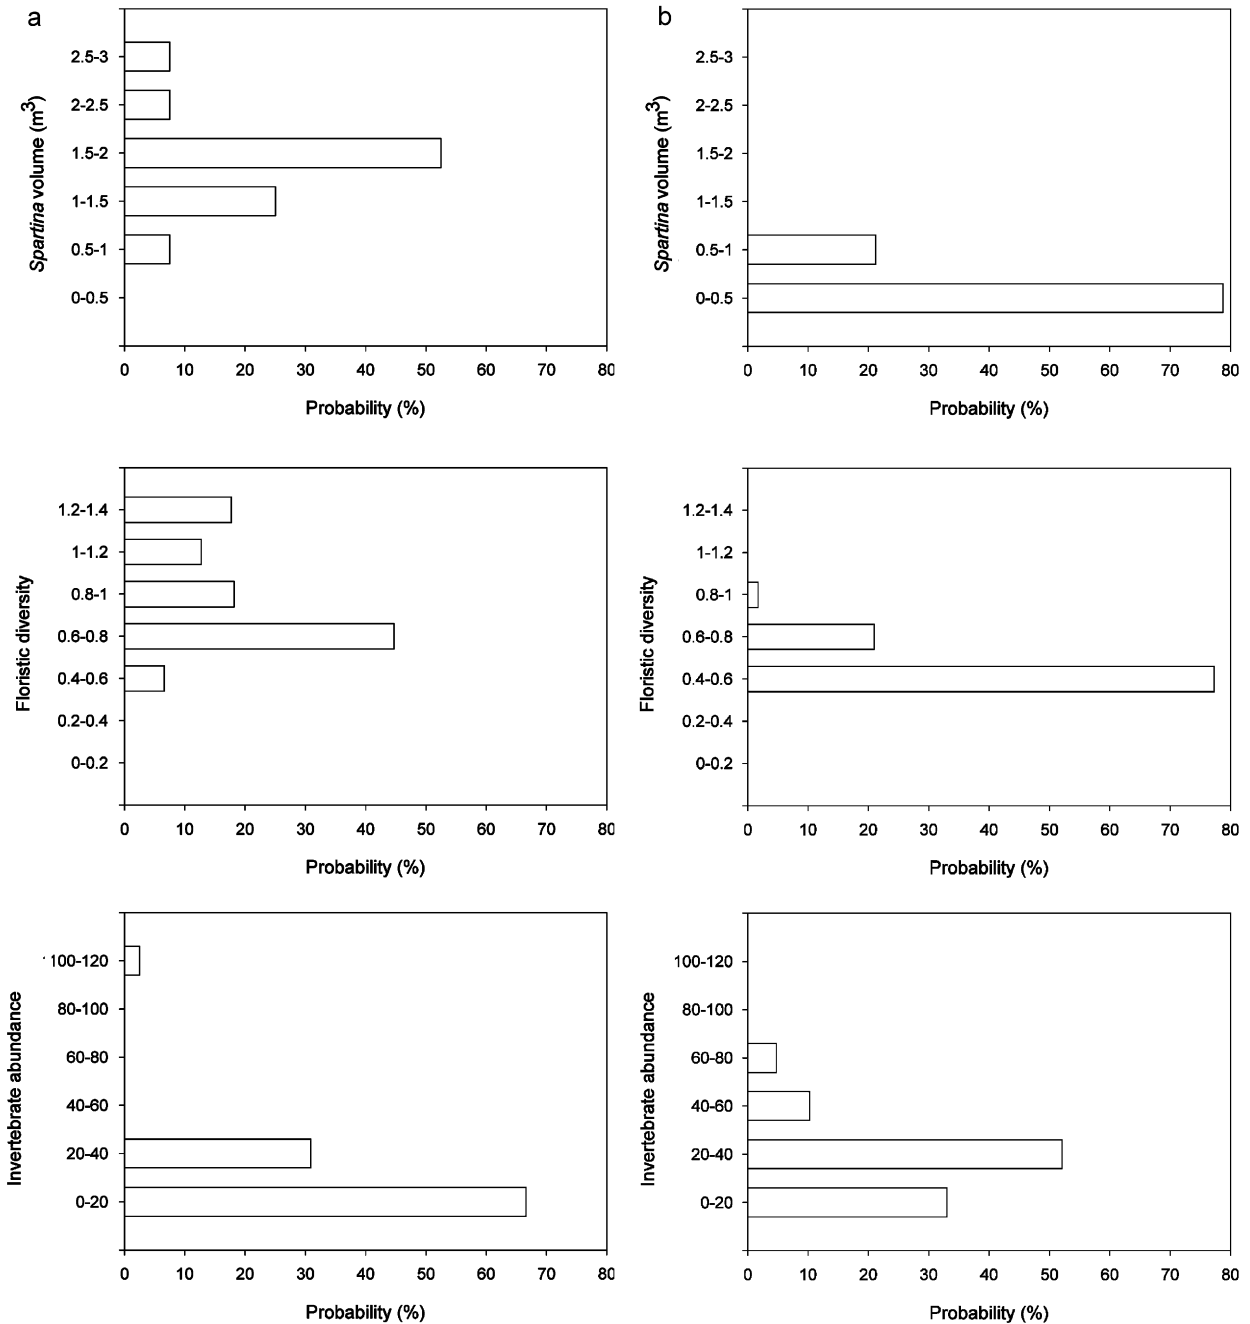 a
Spartina volume (m3)
2.5-3
2-2.5
1.5-2
1-1.5
0.5-1
0-0.5
0 10 20 30 40 50 60 70 80
Probability (%)
b
Spartina volume (m3)
2.5-3
2-2.5
1.5-2
1-1.5
0.5-1
0-0.5
0 10 20 30 40 50 60 70 80
Probability (%)
Floristic diversity
1.2-1.4
1-1.2
0.8-1
0.6-0.8
0.4-0.6
0.2-0.4
0-0.2
0 10 20 30 40 50 60 70 80
Probability (%)
Floristic diversity
1.2-1.4
1-1.2
0.8-1
0.6-0.8
0.4-0.6
0.2-0.4
0-0.2
0 10 20 30 40 50 60 70 80
Probability (%)
Invertebrate abundance
100-120
80-100
60-80
40-60
20-40
0-20
0 10 20 30 40 50 60 70 80
Probability (%)
Invertebrate abundance
100-120
80-100
60-80
40-60
20-40
0-20
0 10 20 30 40 50 60 70 80
Probability (%)